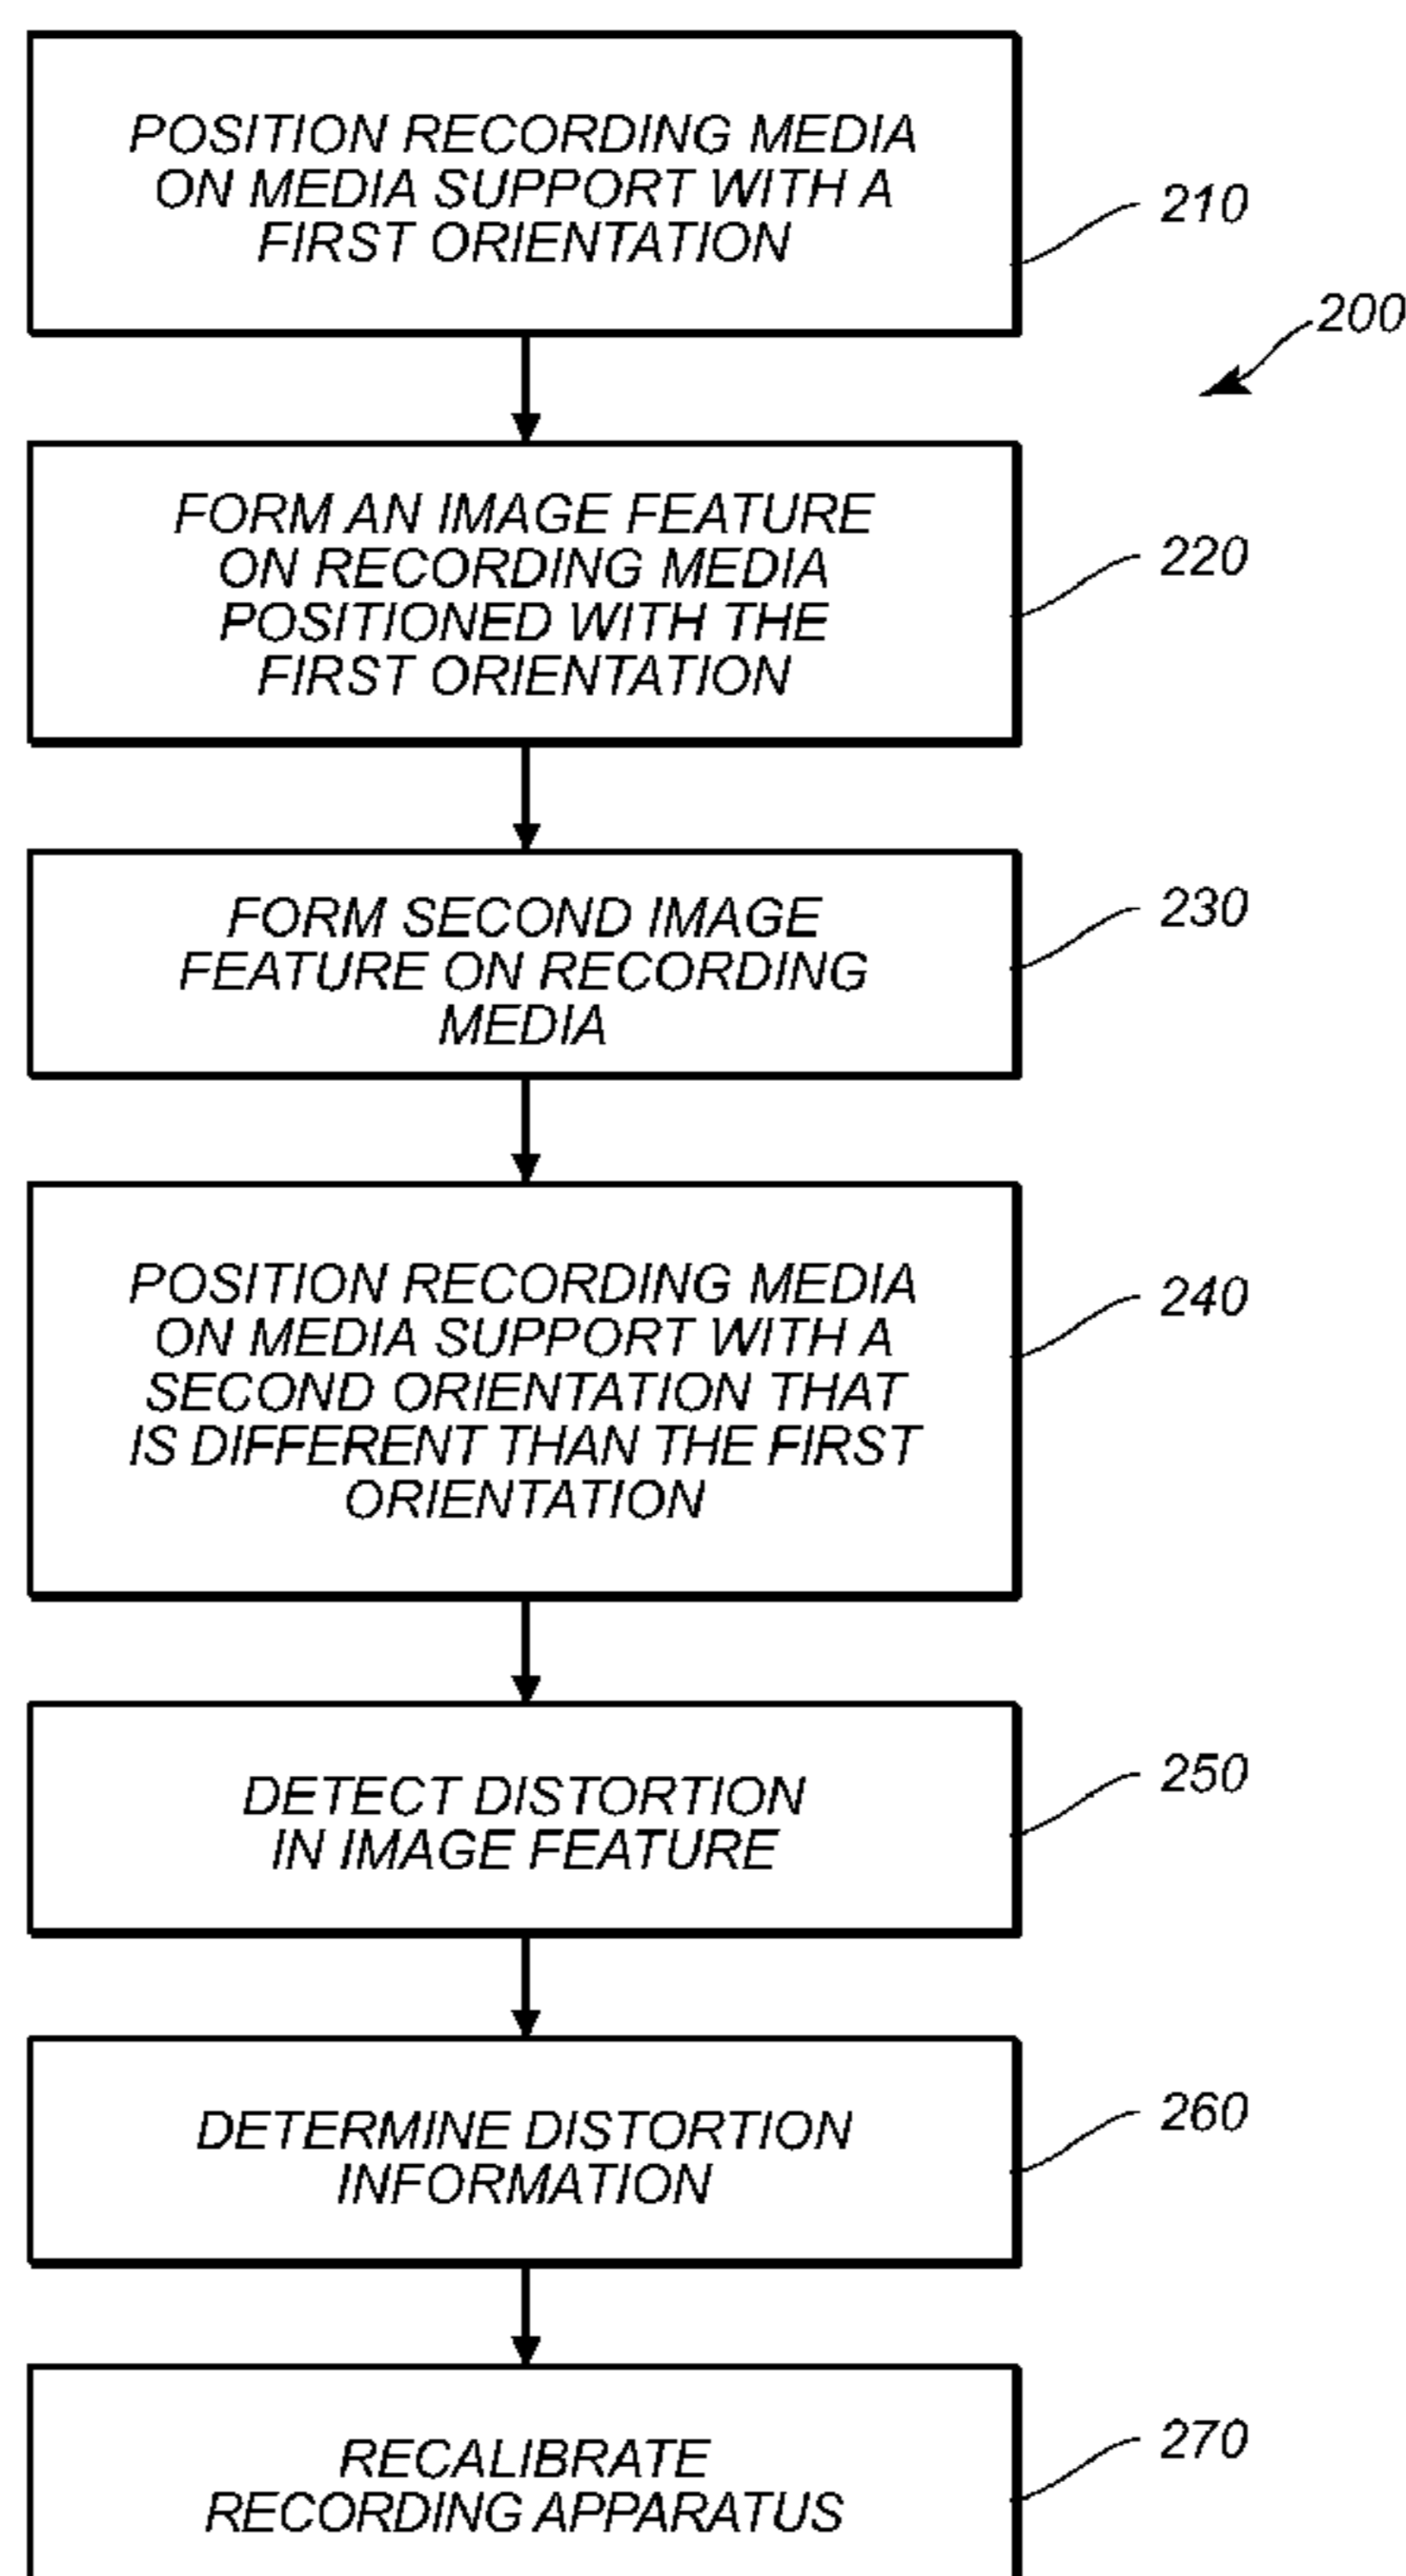 POSITION RECORDING MEDIA
ON MEDIA SUPPORT WITH A
FIRST ORIENTATION
210
200
FORM AN IMAGE FEATURE
ON RECORDING MEDIA
POSITIONED WITH THE
FIRST ORIENTATION
220
FORM SECOND IMAGE
FEATURE ON RECORDING
MEDIA
230
POSITION RECORDING MEDIA
ON MEDIA SUPPORT WITH A
SECOND ORIENTATION THAT
IS DIFFERENT THAN THE FIRST
ORIENTATION
240
DETECT DISTORTION
IN IMAGE FEATURE
250
DETERMINE DISTORTION
INFORMATION
260
RECALIBRATE
RECORDING APPARATUS
270